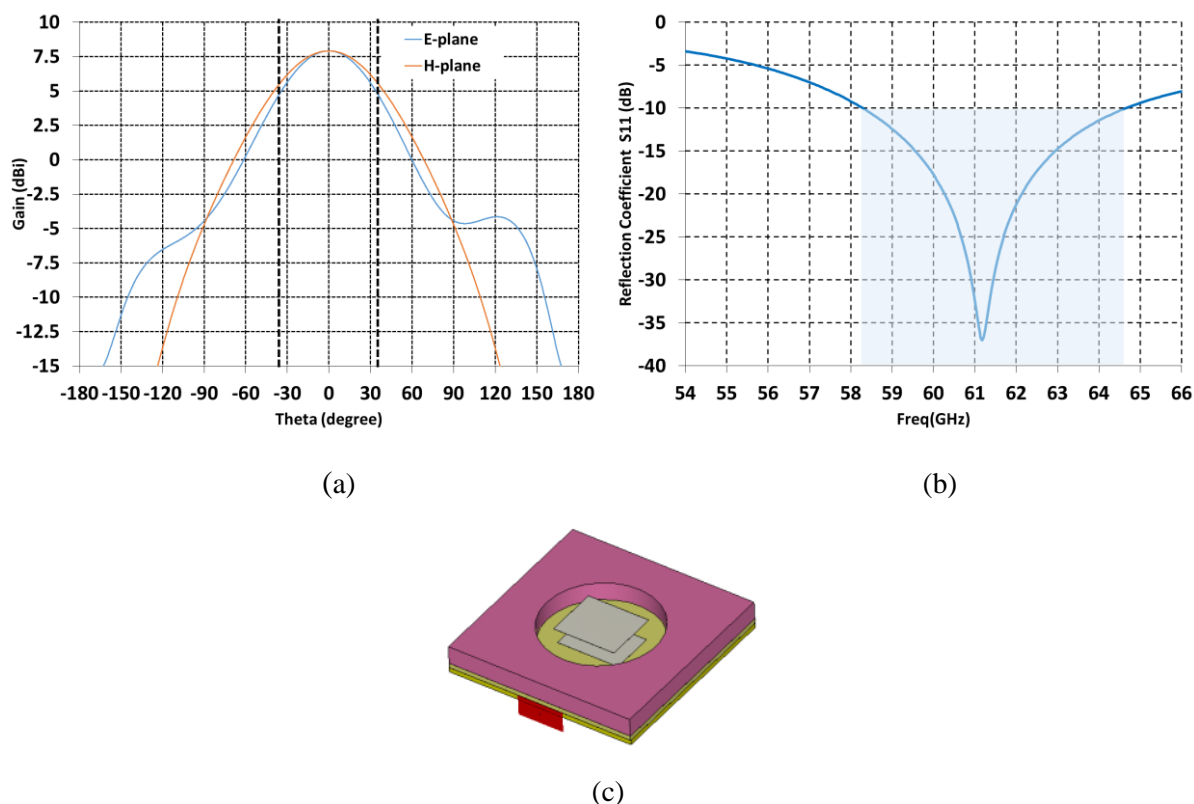 10
7.5
5
2.5
0
-2.5
-5
-7.5
-10
-12.5
-15
Gain (dBi)
E-plane
H-plane
-180 -150 -120 -90 -60 -30 0 30 60 90 120 150 180
Theta (degree)
(a)
0
-5
-10
-15
-20
-25
-30
-35
-40
Reflection Coefficient S11 (dB)
54 55 56 57 58 59 60 61 62 63 64 65 66
Freq(GHz)
(b)
(c)